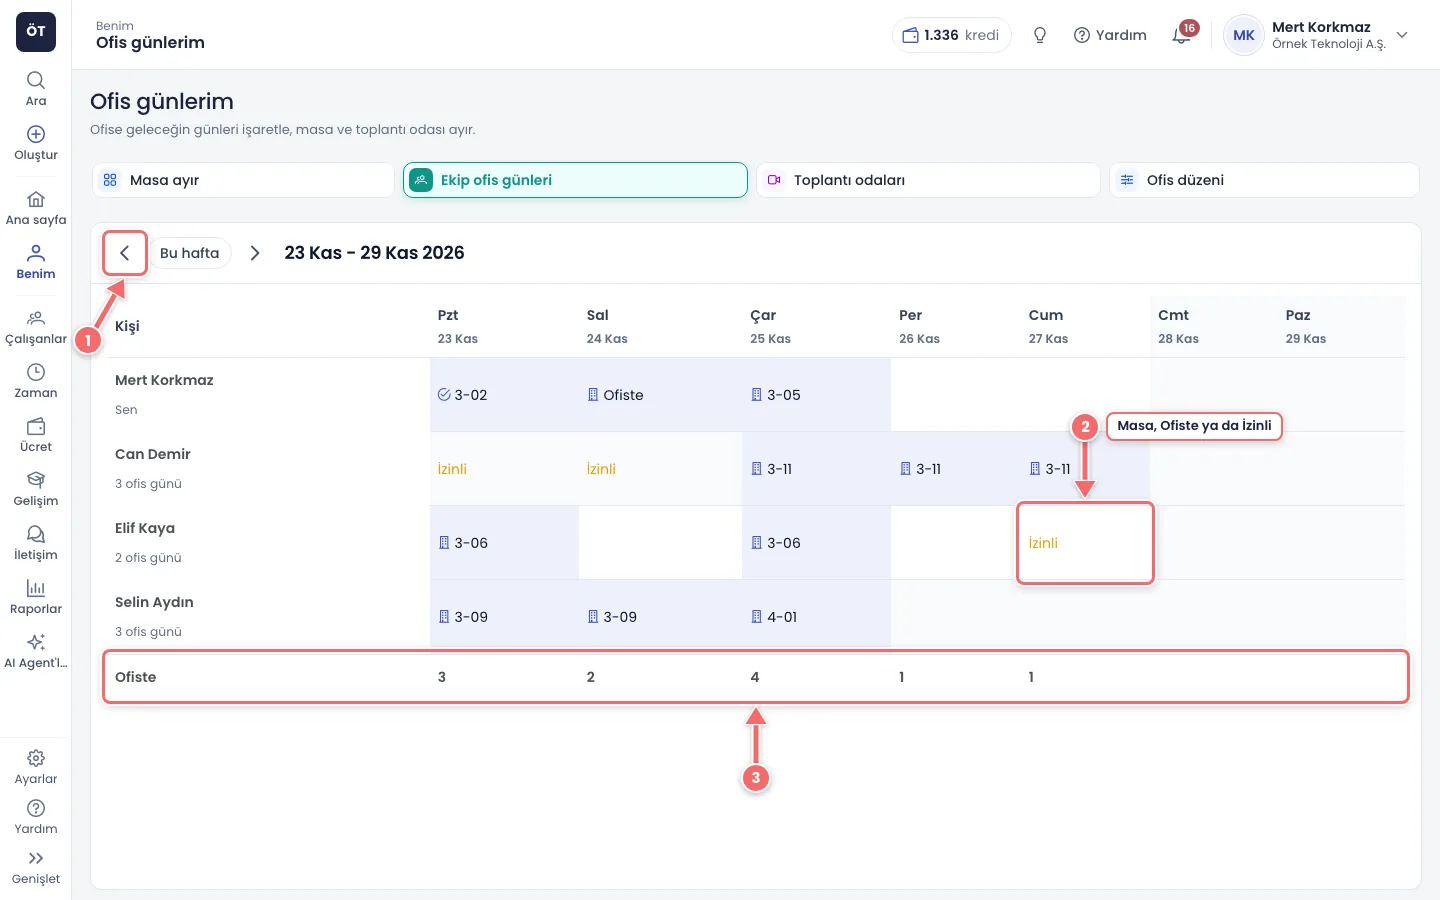 ÖT
Ara
Oluştur
Ana sayfa
Benim
Çalışanlar
Zaman
Ücret
Gelişim
İletişim
Raporlar
AI Agent'l...
Ayarlar
Yardım
Genişlet
Benim
Ofis günlerim
1.336 kredi
Yardım
16
MK
Mert Korkmaz
Örnek Teknoloji A.Ş.
Ofis günlerim
Ofise geleceğin günleri işaretle, masa ve toplantı odası ayır.
Masa ayır
Ekip ofis günleri
Toplantı odaları
Ofis düzeni
Bu hafta
23 Kas - 29 Kas 2026
1
Kişi
Pzt
23 Kas
Sal
24 Kas
Çar
25 Kas
Per
26 Kas
Cum
27 Kas
Cmt
28 Kas
Paz
29 Kas
Mert Korkmaz
Sen
3-02
Ofiste
3-05
2
Masa, Ofiste ya da İzinli
Can Demir
3 ofis günü
İzinli
İzinli
3-11
3-11
3-11
Elif Kaya
2 ofis günü
3-06
3-06
İzinli
Selin Aydın
3 ofis günü
3-09
3-09
4-01
Ofiste 3 2 4 1 1
3